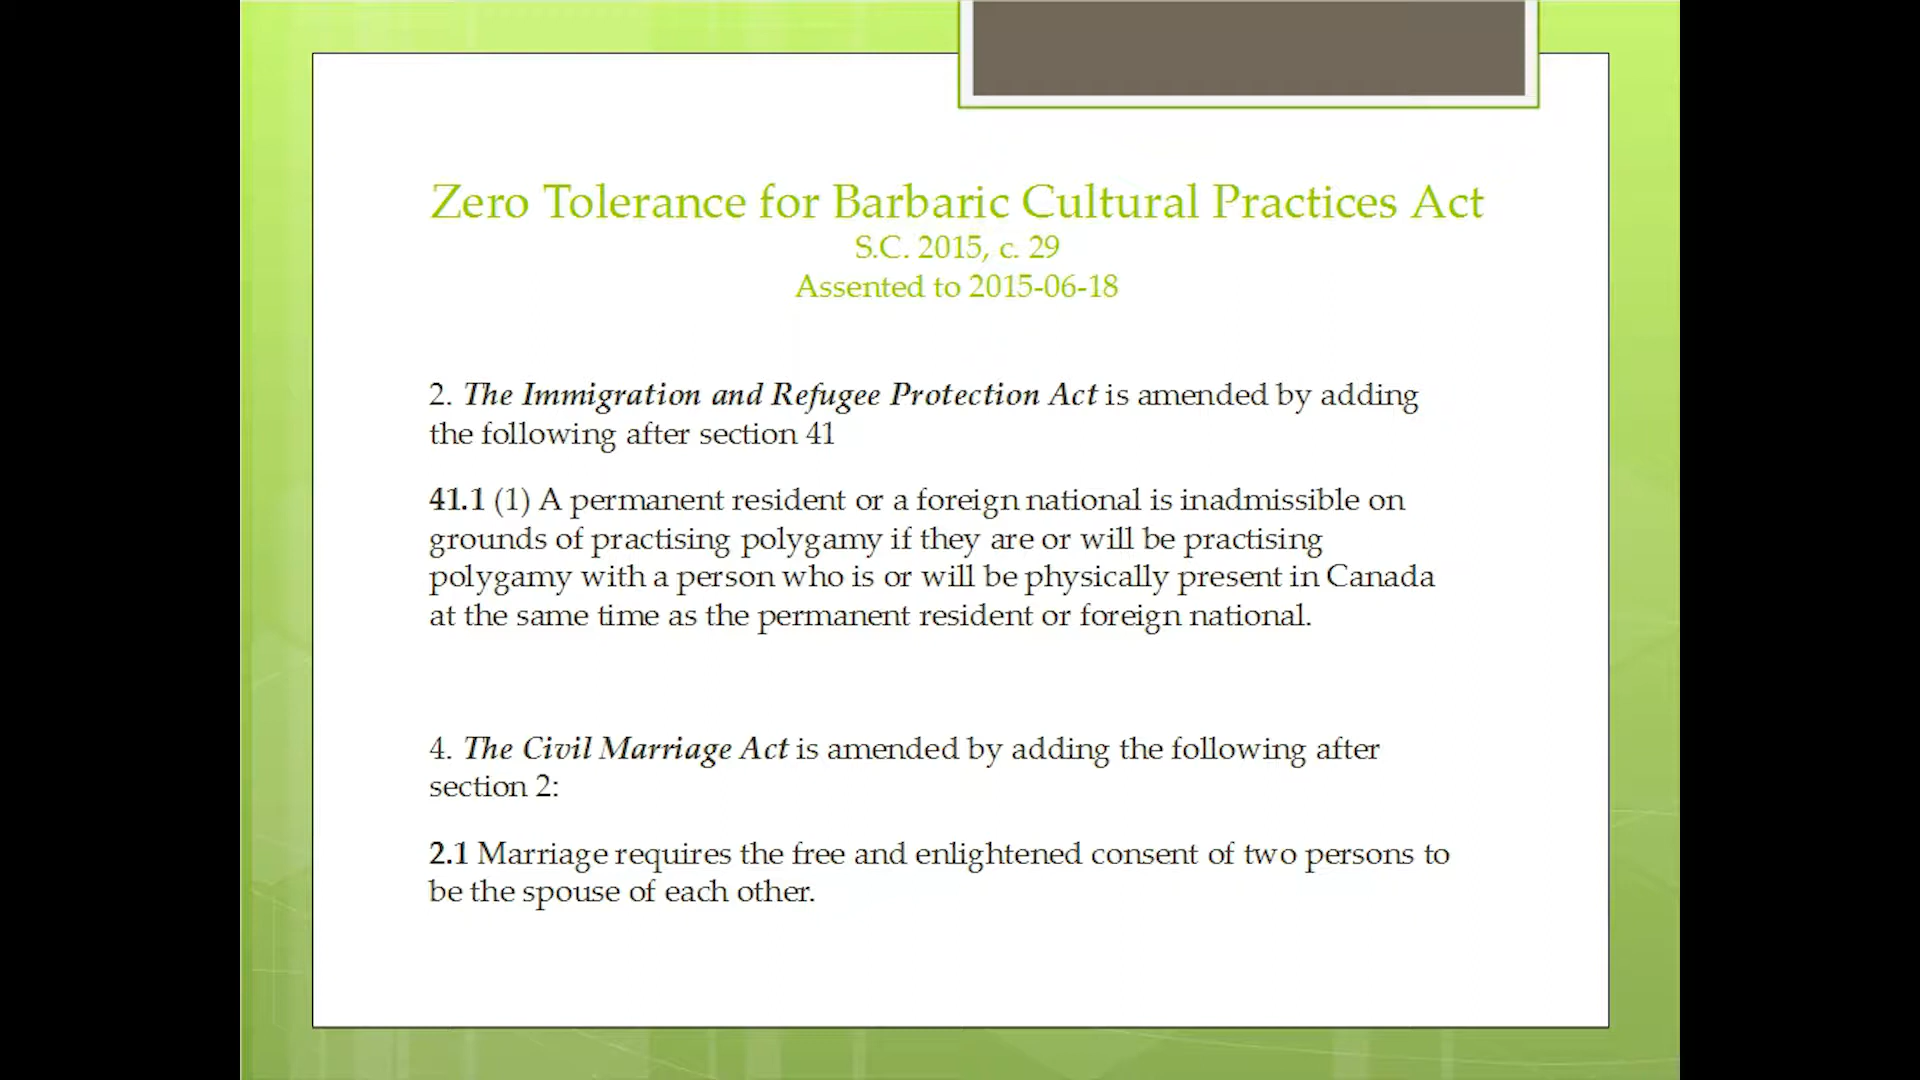 Zero Tolerance for Barbaric Cultural Practices Act
S.C. 2015, c. 29
Assented to 2015-06-18
2. The Immigration and Refugee Protection Act is amended by adding
the following after section 41
41.1 (1) A permanent resident or a foreign national is inadmissible on
grounds of practising polygamy if they are or will be practising
polygamy with a person who is or will be physically present in Canada
at the same time as the permanent resident or foreign national.
4. The Civil Marriage Act is amended by adding the following after
section 2:
2.1 Marriage requires the free and enlightened consent of two persons to
be the spouse of each other.